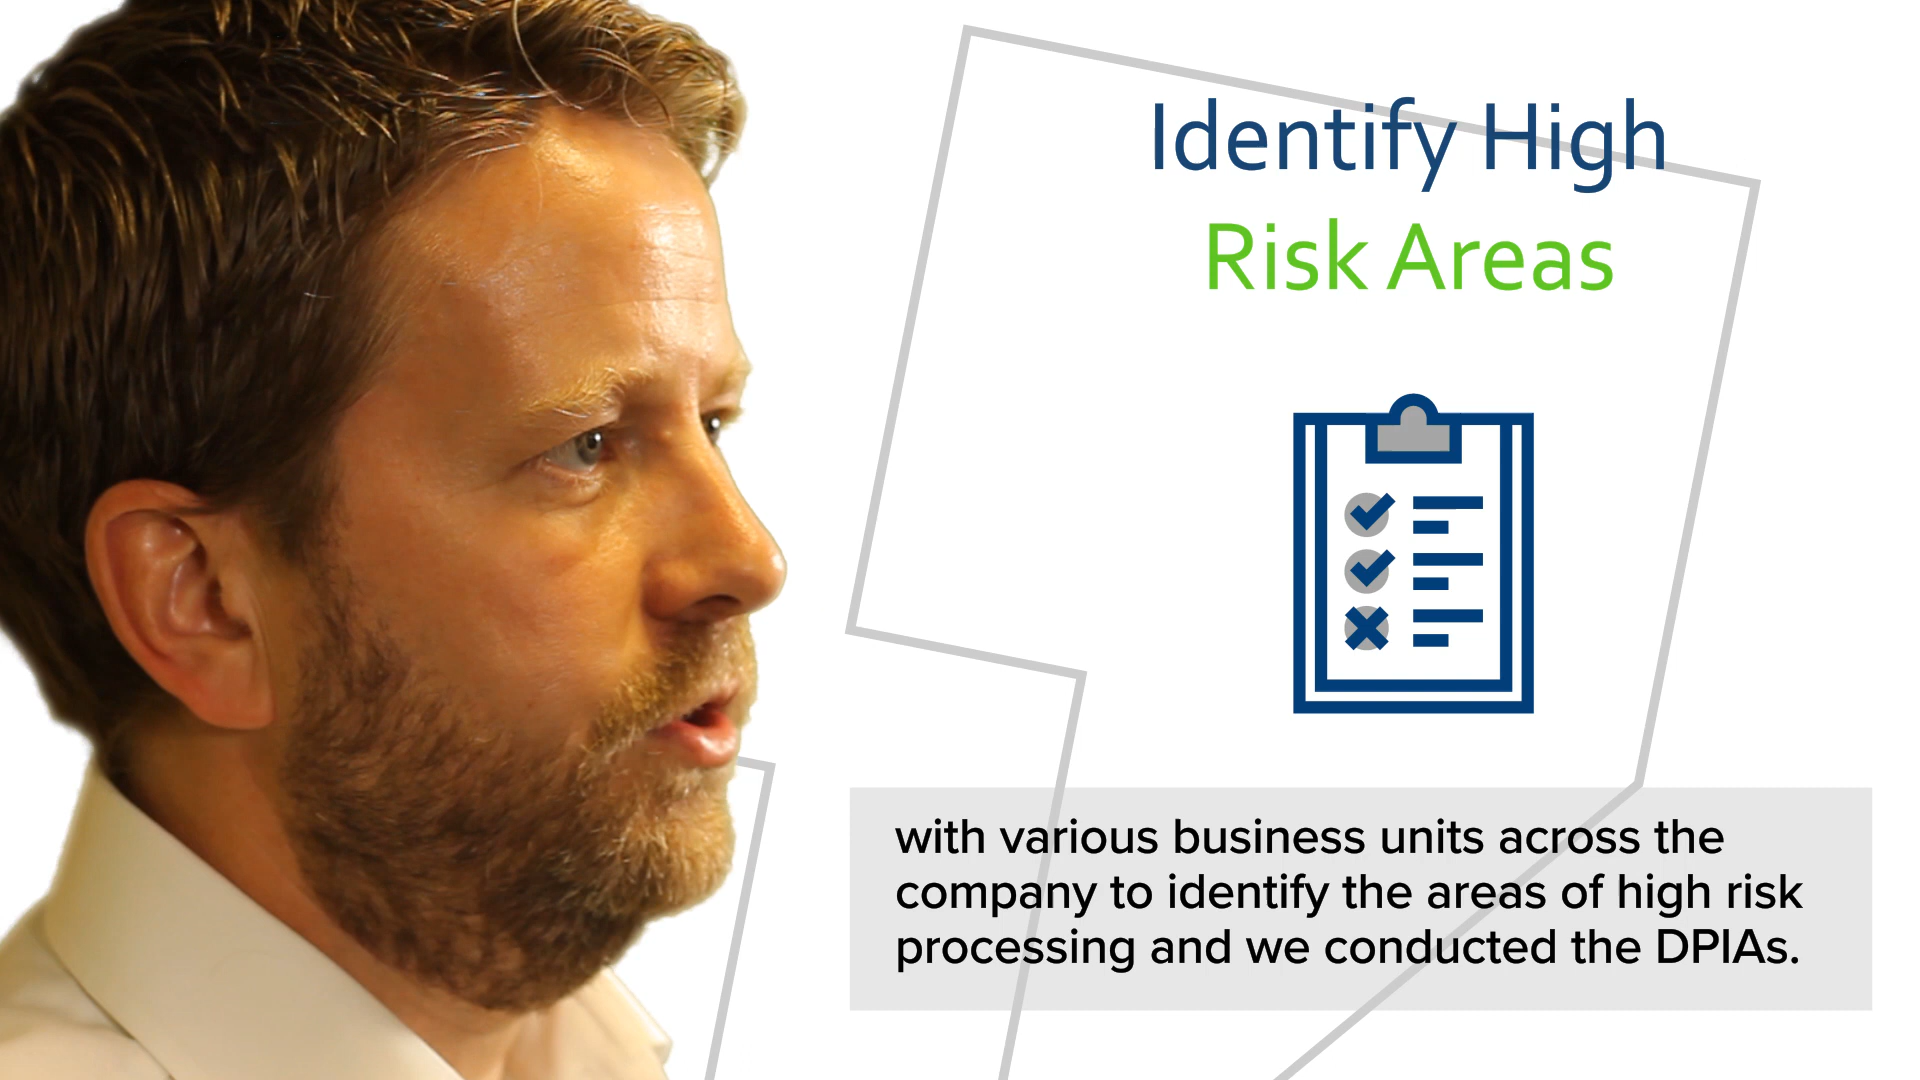 Identify High
Risk Areas
with various business units across the
company to identify the areas of high risk
processing and we conducted the DPIAs.